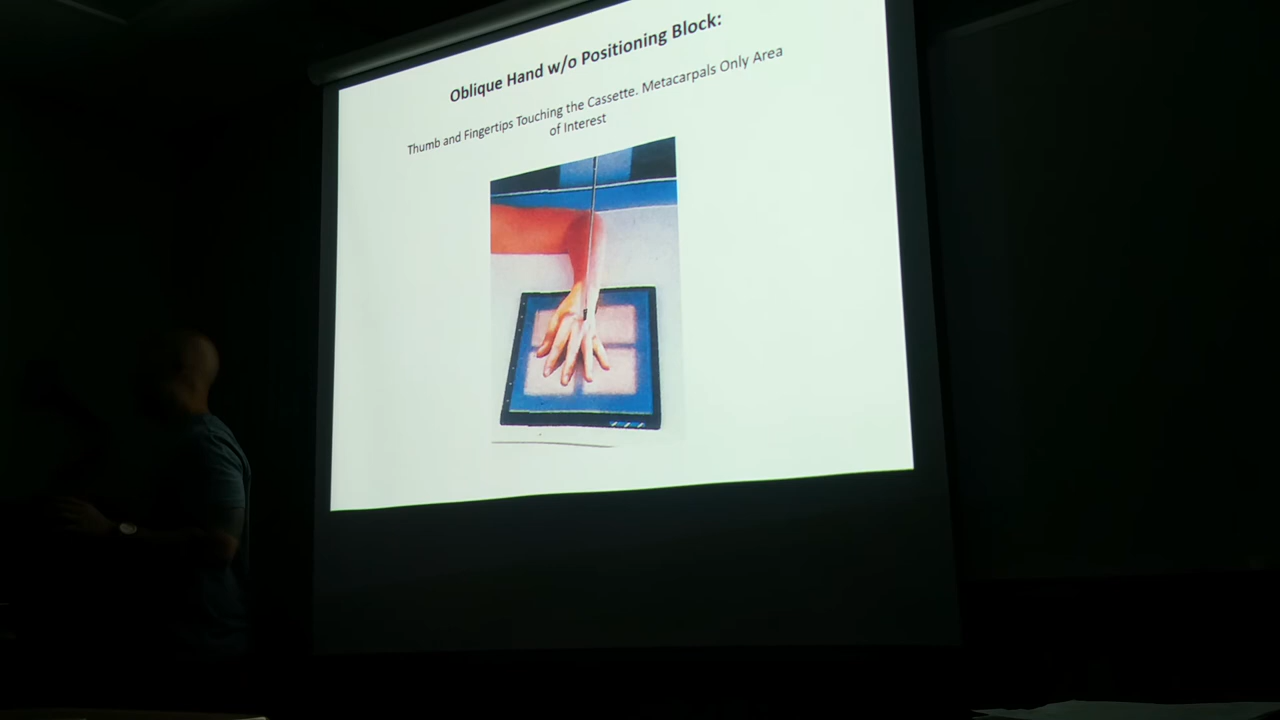 Oblique Hand w/o Positioning Block:
Thumb and Fingertips Touching the Cassette. Metacarpals Only Area
of Interest